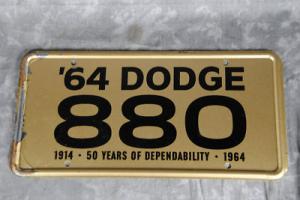 '64 DODGE
880
1914 · 50 YEARS OF DEPENDABILITY · 1964